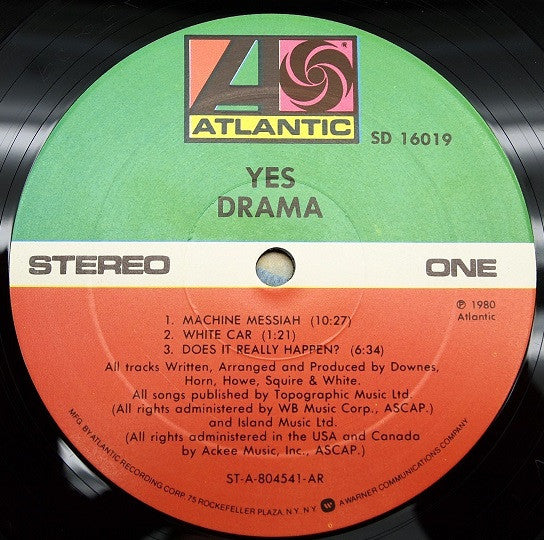 ATLANTIC
®
SD 16019
YES
DRAMA
STEREO
ONE
℗ 1980
Atlantic
1. MACHINE MESSIAH (10:27)
2. WHITE CAR (1:21)
3. DOES IT REALLY HAPPEN? (6:34)
All tracks Written, Arranged and Produced by Downes,
Horn, Howe, Squire & White.
All songs published by Topographic Music Ltd.
(All rights administered by WB Music Corp., ASCAP.)
and Island Music Ltd.
(All rights administered in the USA and Canada
by Ackee Music, Inc., ASCAP.)
ST-A-804541-AR
MFG. BY ATLANTIC RECORDING CORP. 75 ROCKEFELLER PLAZA, N.Y. N.Y. W A WARNER COMMUNICATIONS COMPANY